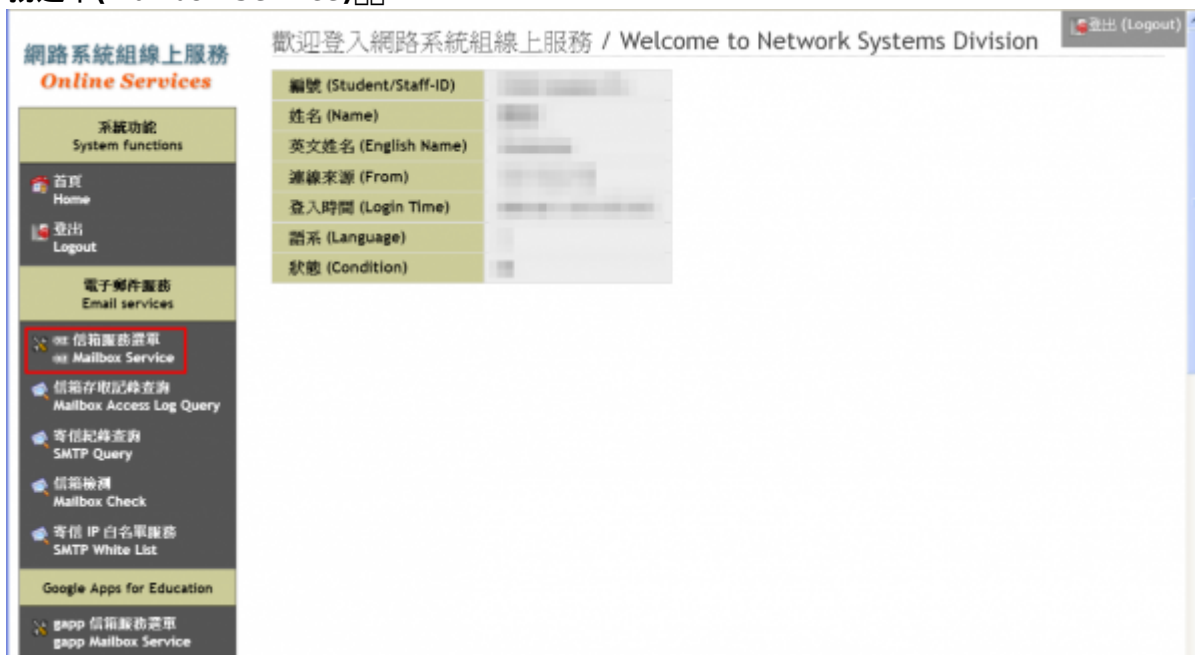 網路系統組線上服務
Online Services
系統功能
System functions
首頁
Home
登出
Logout
電子郵件服務
Email services
信箱服務選單
Mailbox Service
信箱存取記錄查詢
Mailbox Access Log Query
寄信記錄查詢
SMTP Query
信箱檢測
Mailbox Check
寄信 IP 白名單服務
SMTP White List
Google Apps for Education
gapp 信箱服務選單
gapp Mailbox Service
登出 (Logout)
歡迎登入網路系統組線上服務 / Welcome to Network Systems Division
編號 (Student/Staff-ID)
姓名 (Name)
英文姓名 (English Name)
連線來源 (From)
登入時間 (Login Time)
語系 (Language)
狀態 (Condition)